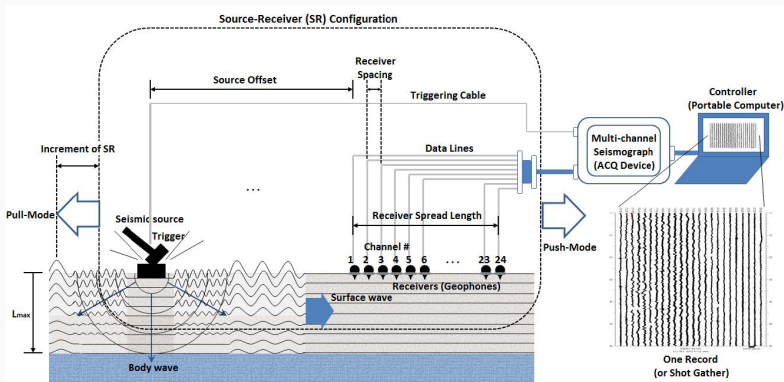 Source-Receiver (SR) Configuration
Source Offset
Receiver
Spacing
Triggering Cable
Controller
(Portable Computer)
Multi-channel
Seismograph
(ACQ Device)
Data Lines
Increment of SR
...
Pull-Mode
Seismic source
Trigger
Receiver Spread Length
Push-Mode
Channel #
1 2 3 4 5 6 ... 23 24
Receivers (Geophones)
Surface wave
Lmax
Body wave
One Record
(or Shot Gather)